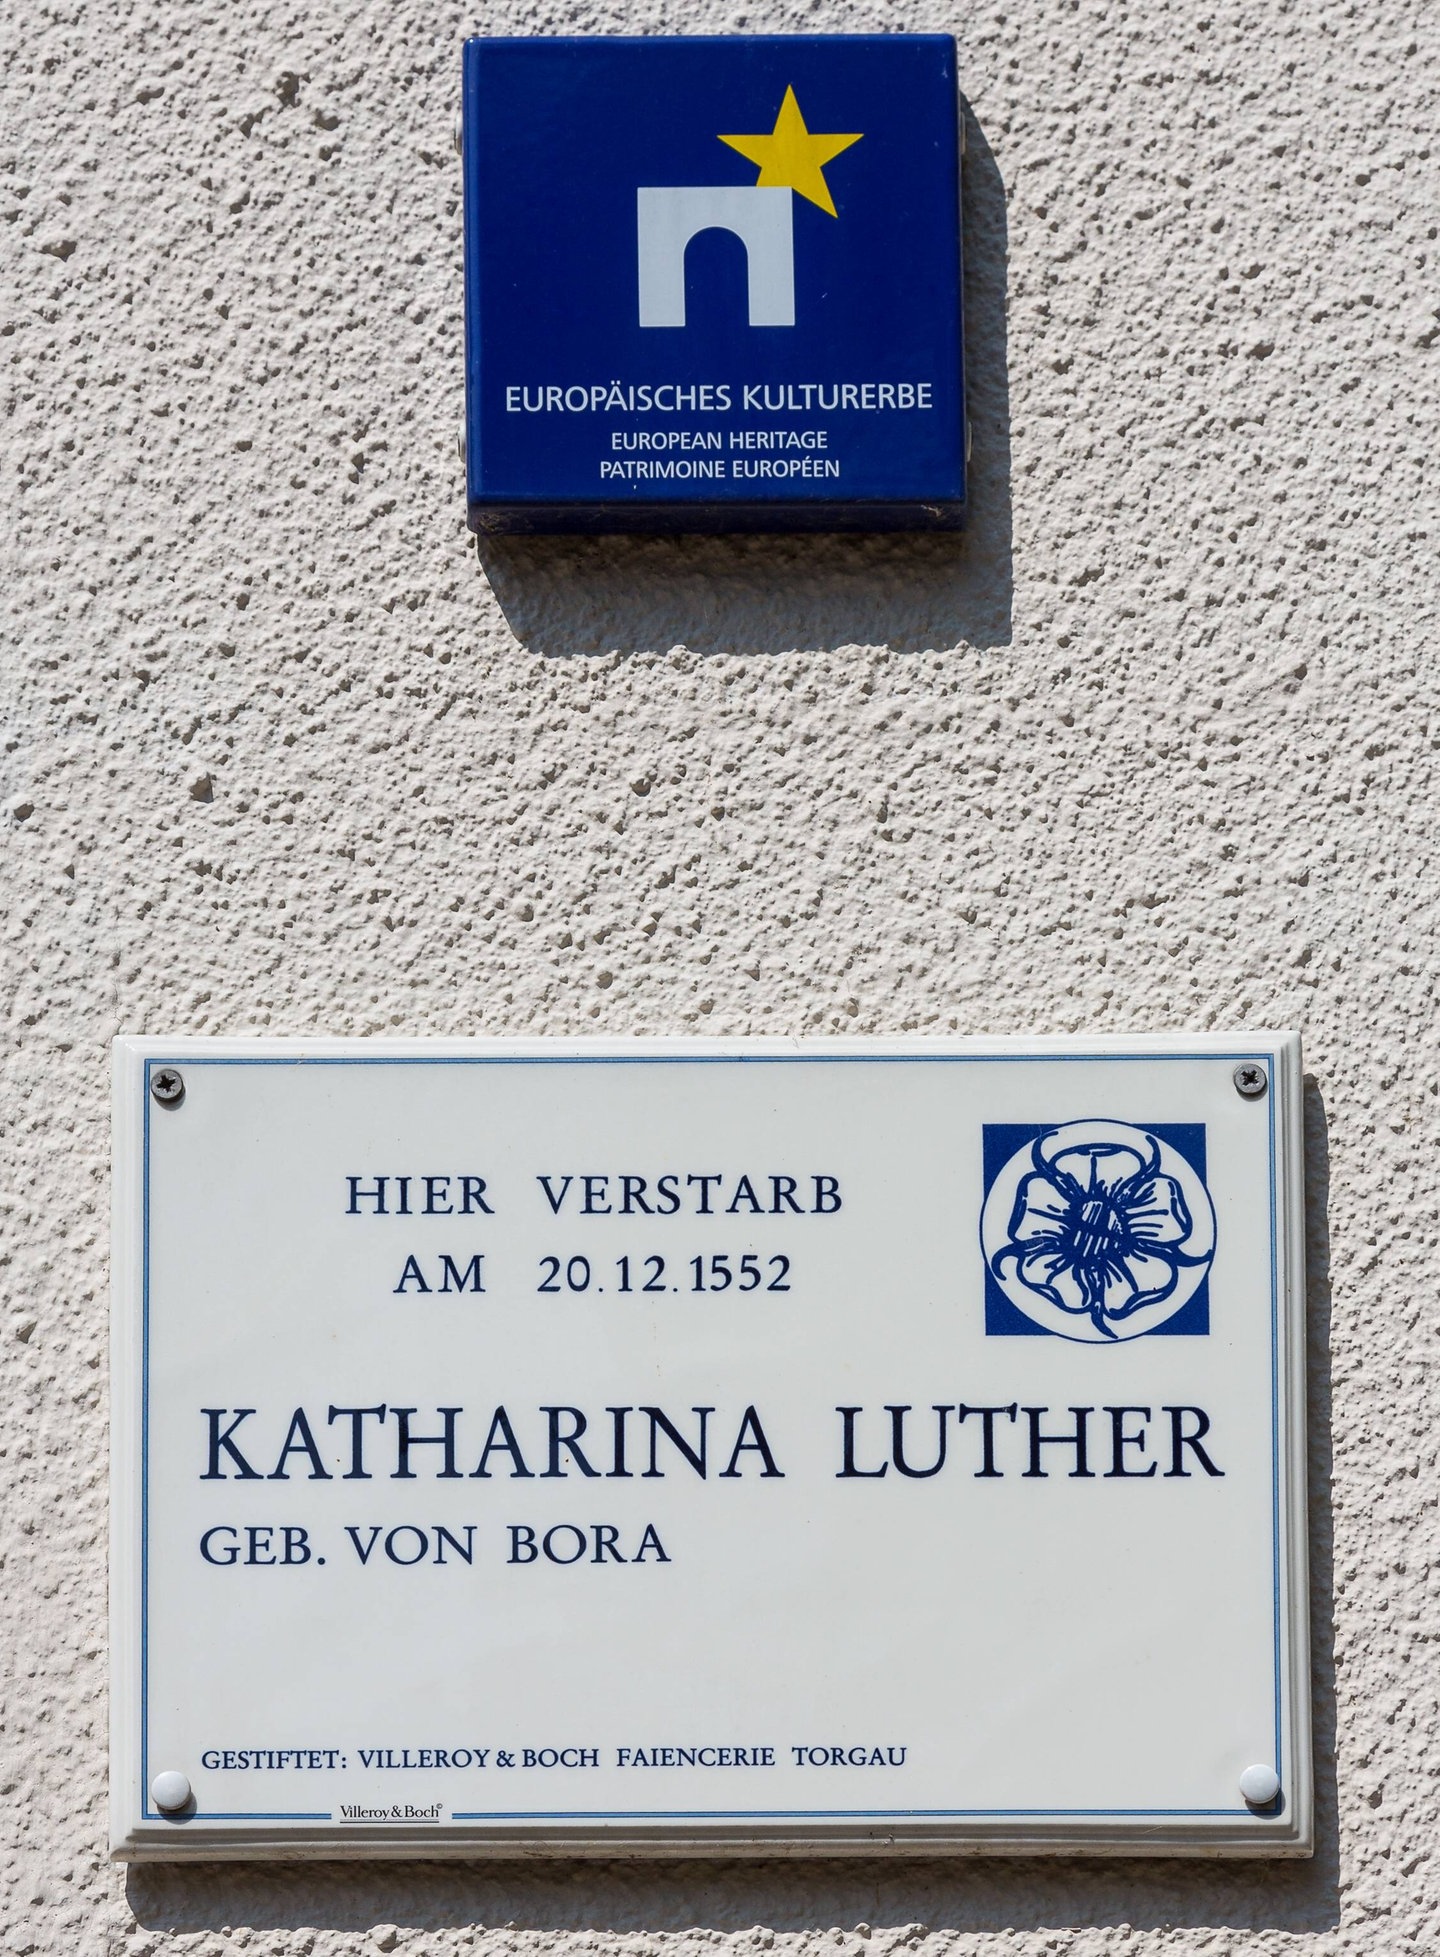 EUROPÄISCHES KULTURERBE
EUROPEAN HERITAGE
PATRIMOINE EUROPÉEN
HIER VERSTARB
AM 20.12.1552
KATHARINA LUTHER
GEB. VON BORA
GESTIFTET: VILLEROY & BOCH FAIENCERIE TORGAU
Villeroy & Boch©